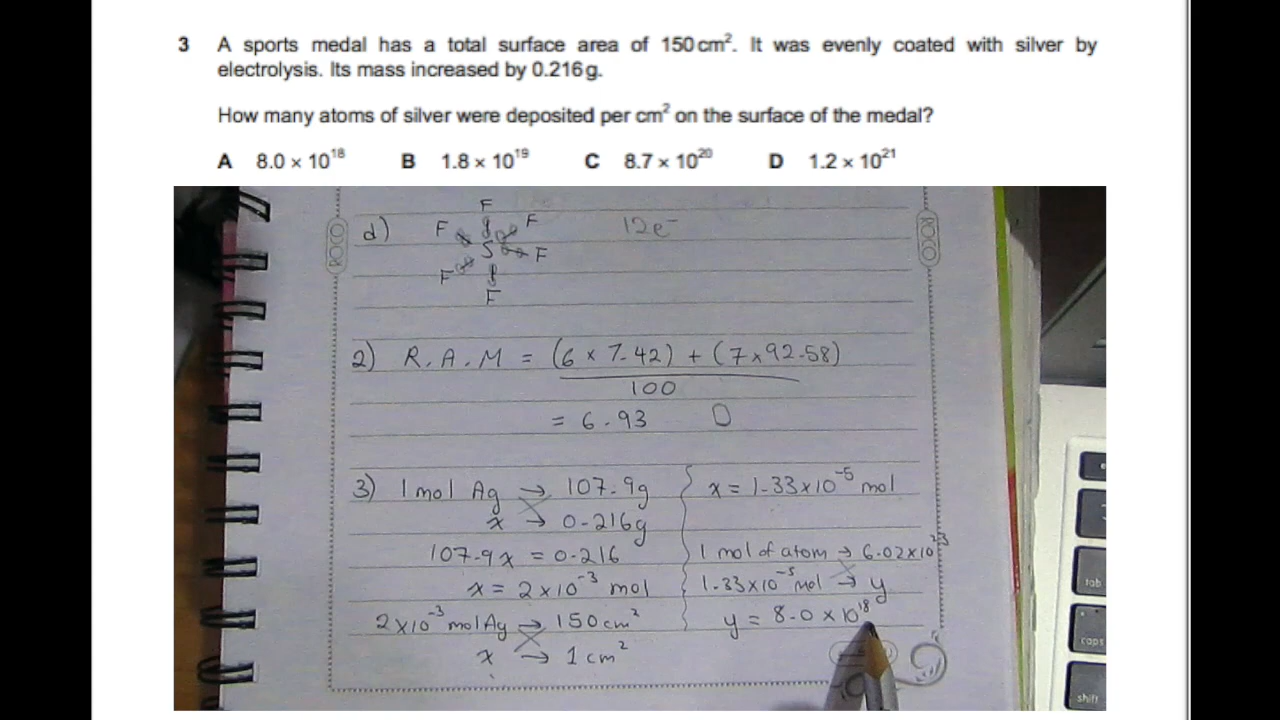 3 A sports medal has a total surface area of 150 cm². It was evenly coated with silver by
electrolysis. Its mass increased by 0.216 g.
How many atoms of silver were deposited per cm² on the surface of the medal?
A 8.0 × 10¹⁸ B 1.8 × 10¹⁹ C 8.7 × 10²⁰ D 1.2 × 10²¹
ROCO
ROCO
d)
F
F F
S F
F
F
12e⁻
2) R.A.M = (6 × 7.42) + (7 × 92.58)
100
= 6.93 D
3) 1 mol Ag → 107.9g
x → 0.216g
107.9x = 0.216
x = 2×10⁻³ mol
2×10⁻³ mol Ag → 150 cm²
x → 1 cm²
x = 1.33×10⁻⁵ mol
1 mol of atom → 6.02×10²³
1.33×10⁻⁵ mol → y
y = 8.0 × 10¹⁸
tab
caps
shift